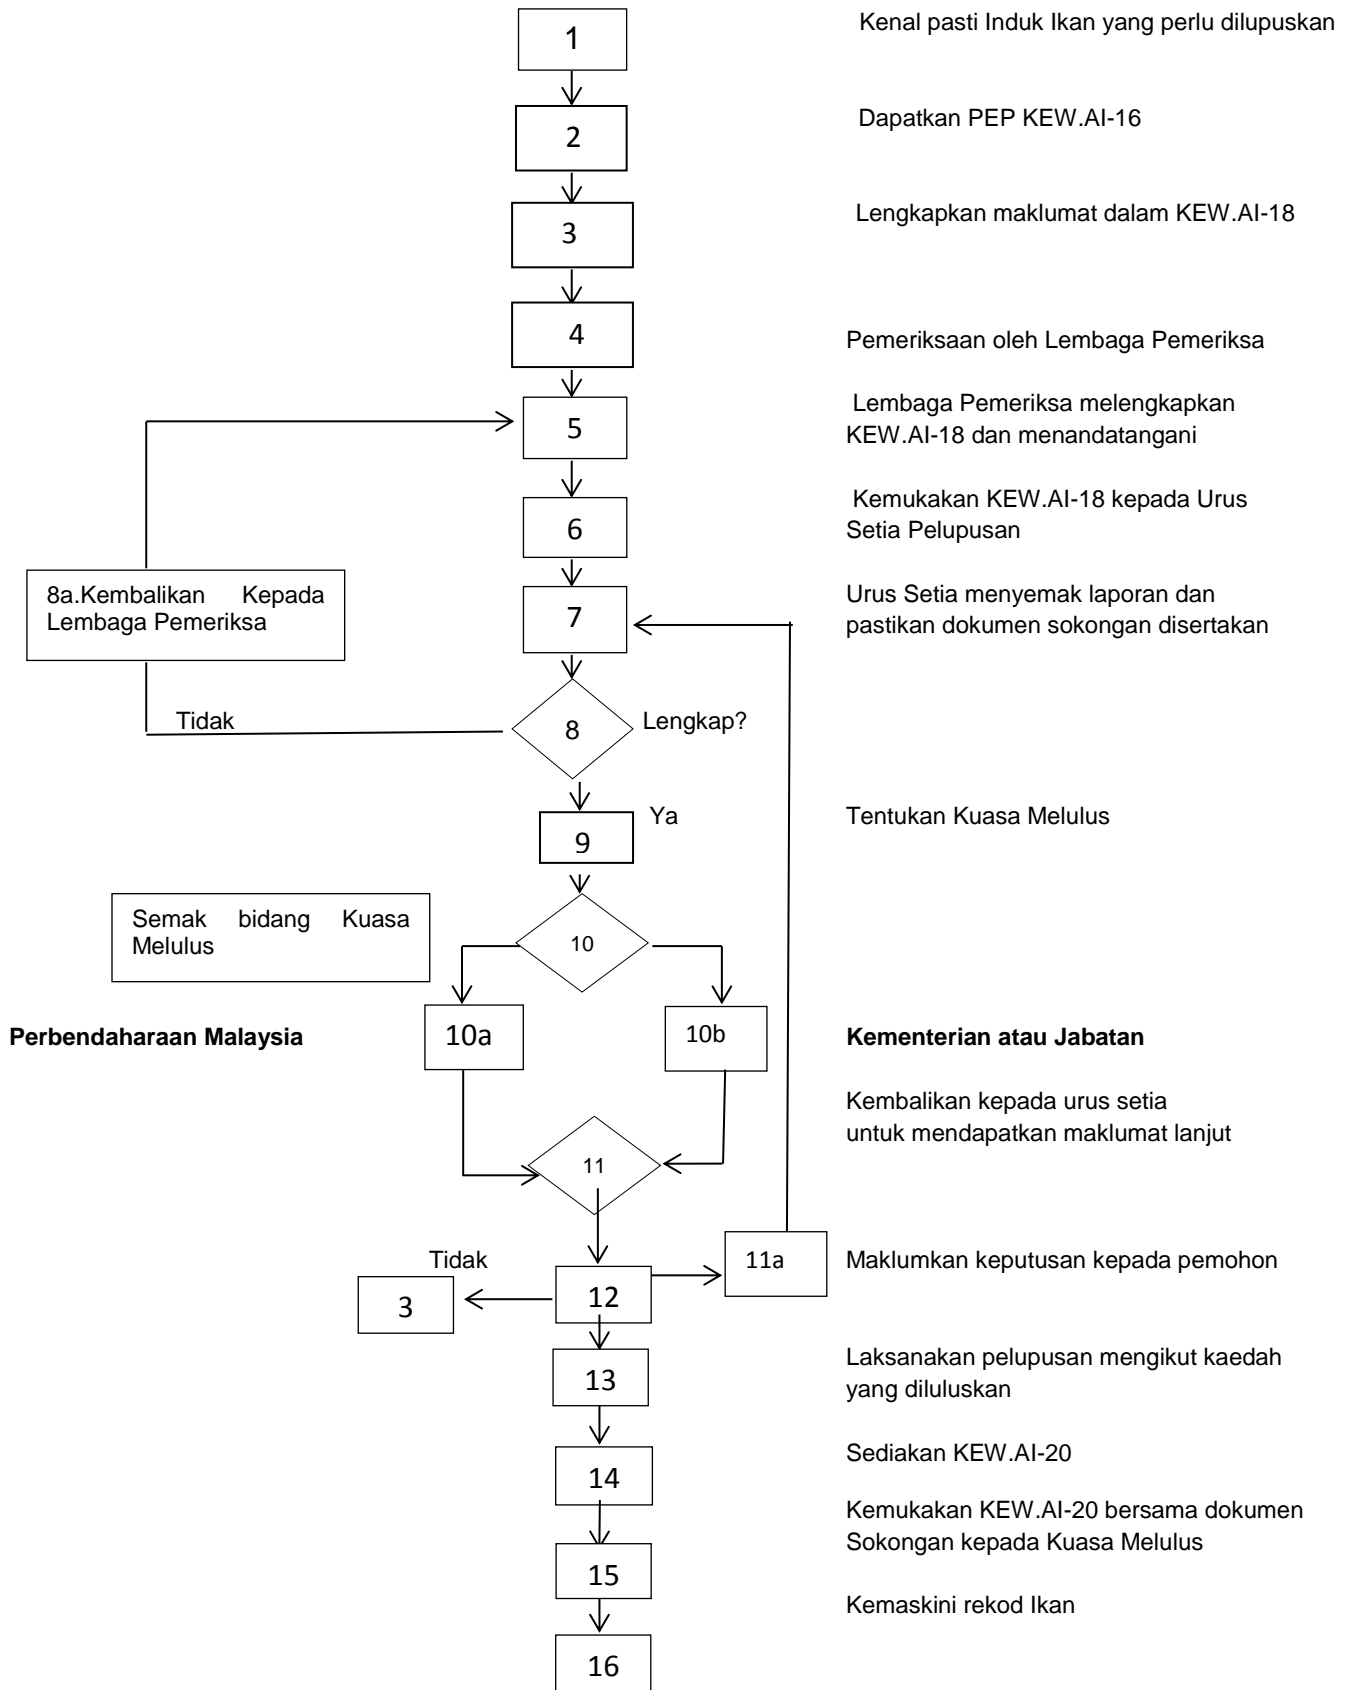 1
Kenal pasti Induk Ikan yang perlu dilupuskan
2
Dapatkan PEP KEW.AI-16
3
Lengkapkan maklumat dalam KEW.AI-18
4
Pemeriksaan oleh Lembaga Pemeriksa
5
Lembaga Pemeriksa melengkapkan
KEW.AI-18 dan menandatangani
6
Kemukakan KEW.AI-18 kepada Urus
Setia Pelupusan
8a.Kembalikan Kepada
Lembaga Pemeriksa
7
Urus Setia menyemak laporan dan
pastikan dokumen sokongan disertakan
Tidak
8
Lengkap?
9
Ya
Tentukan Kuasa Melulus
Semak bidang Kuasa
Melulus
10
Perbendaharaan Malaysia
10a
10b
Kementerian atau Jabatan
Kembalikan kepada urus setia
untuk mendapatkan maklumat lanjut
11
Tidak
11a
Maklumkan keputusan kepada pemohon
3
12
13
Laksanakan pelupusan mengikut kaedah
yang diluluskan
14
Sediakan KEW.AI-20
Kemukakan KEW.AI-20 bersama dokumen
Sokongan kepada Kuasa Melulus
15
Kemaskini rekod Ikan
16